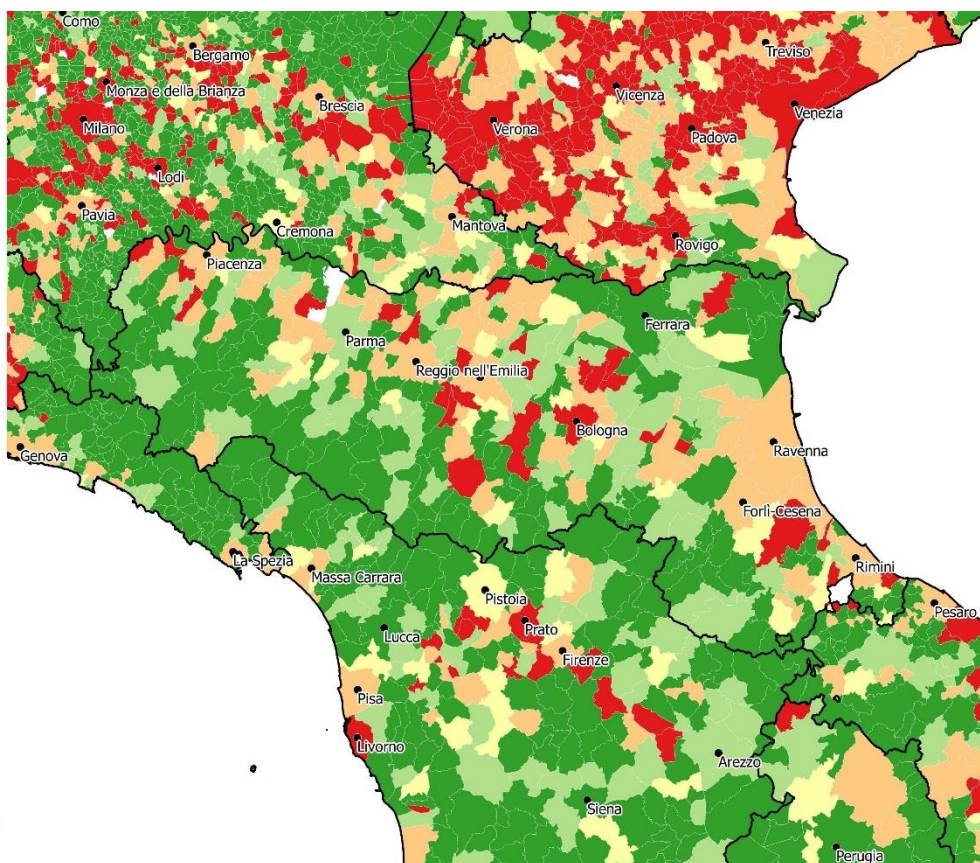 Como
Bergamo
Treviso
Monza e della Brianza
Brescia
Vicenza
Venezia
Milano
Verona
Padova
Lodi
Pavia
Cremona
Mantova
Rovigo
Piacenza
Parma
Ferrara
Reggio nell'Emilia
Bologna
Ravenna
Genova
Forlì-Cesena
La Spezia
Massa Carrara
Rimini
Pistoia
Pesaro
Prato
Lucca
Firenze
Pisa
Livorno
Arezzo
Siena
Perugia